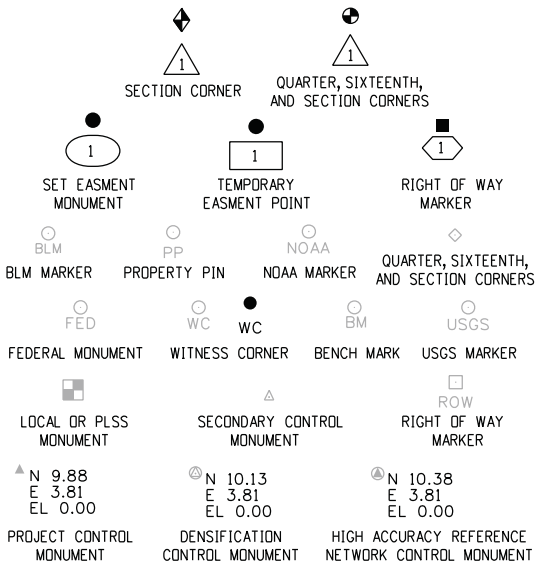 1
1
SECTION CORNER
QUARTER, SIXTEENTH,
AND SECTION CORNERS
1
1
1
SET EASMENT
MONUMENT
TEMPORARY
EASMENT POINT
RIGHT OF WAY
MARKER
BLM
PP
NOAA
BLM MARKER
PROPERTY PIN
NOAA MARKER
QUARTER, SIXTEENTH,
AND SECTION CORNERS
FED
WC
WC
BM
USGS
FEDERAL MONUMENT
WITNESS CORNER
BENCH MARK
USGS MARKER
ROW
LOCAL OR PLSS
MONUMENT
SECONDARY CONTROL
MONUMENT
RIGHT OF WAY
MARKER
N 9.88
E 3.81
EL 0.00
N 10.13
E 3.81
EL 0.00
N 10.38
E 3.81
EL 0.00
PROJECT CONTROL
MONUMENT
DENSIFICATION
CONTROL MONUMENT
HIGH ACCURACY REFERENCE
NETWORK CONTROL MONUMENT